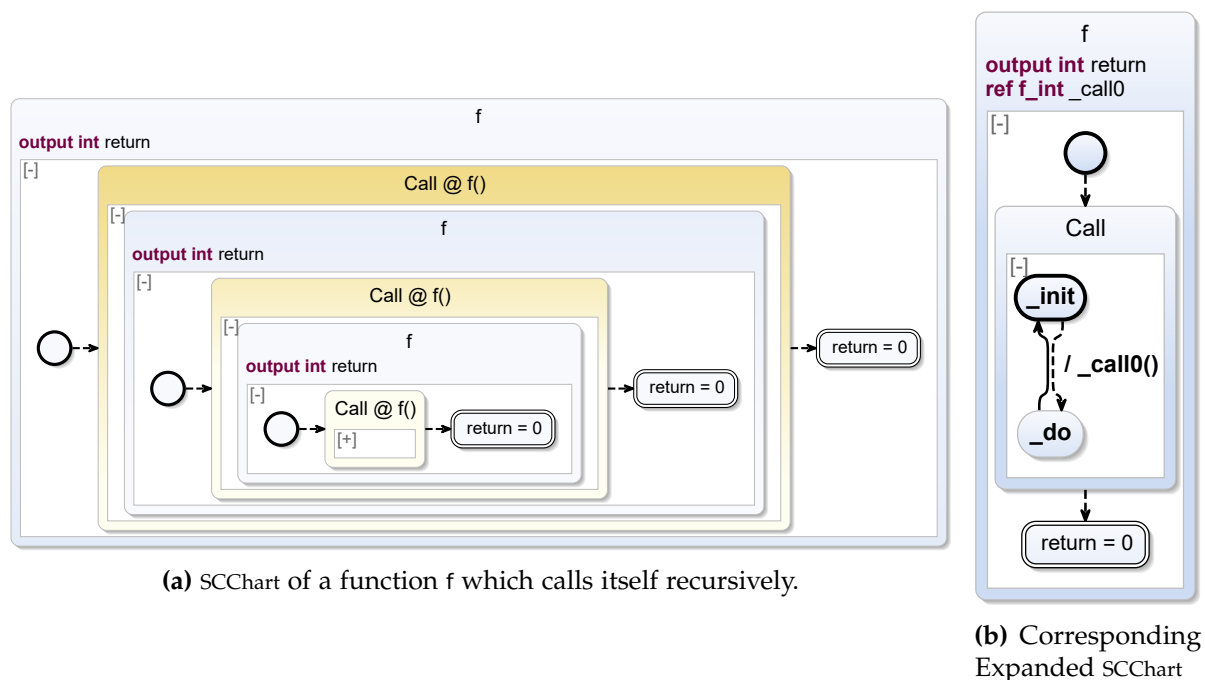 f
output int return
[-]
Call @ f()
[-]
f
output int return
[-]
Call @ f()
[-]
f
output int return
[-]
Call @ f()
[+]
return = 0
return = 0
return = 0
(a) SCChart of a function f which calls itself recursively.
f
output int return
ref f_int _call0
[-]
Call
[-]
_init
/ _call0()
_do
return = 0
(b) Corresponding
Expanded SCChart